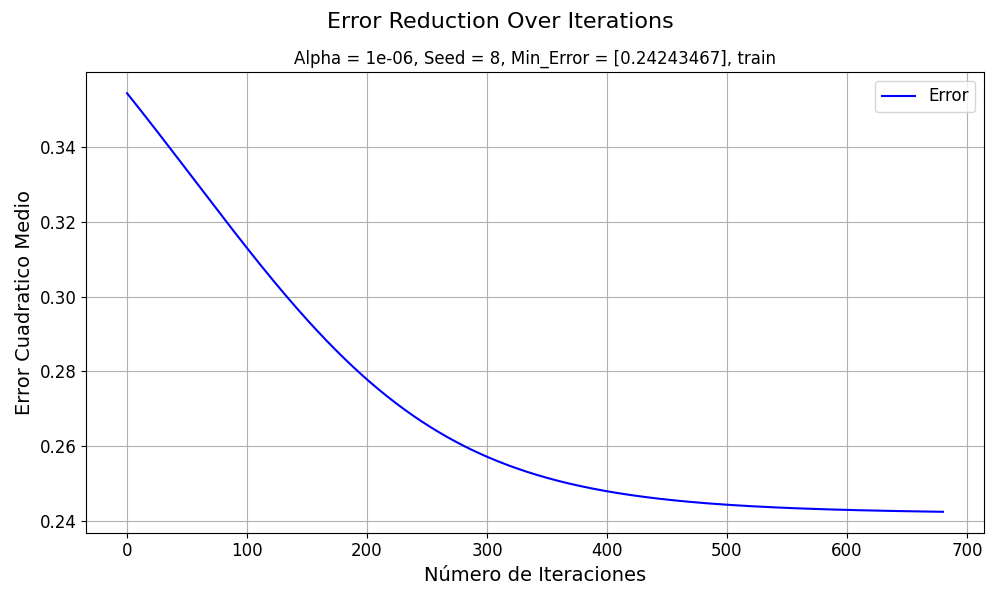 Error Reduction Over Iterations
Alpha = 1e-06, Seed = 8, Min_Error = [0.24243467], train
Error
Error Cuadratico Medio
0.34
0.32
0.30
0.28
0.26
0.24
0 100 200 300 400 500 600 700
Número de Iteraciones